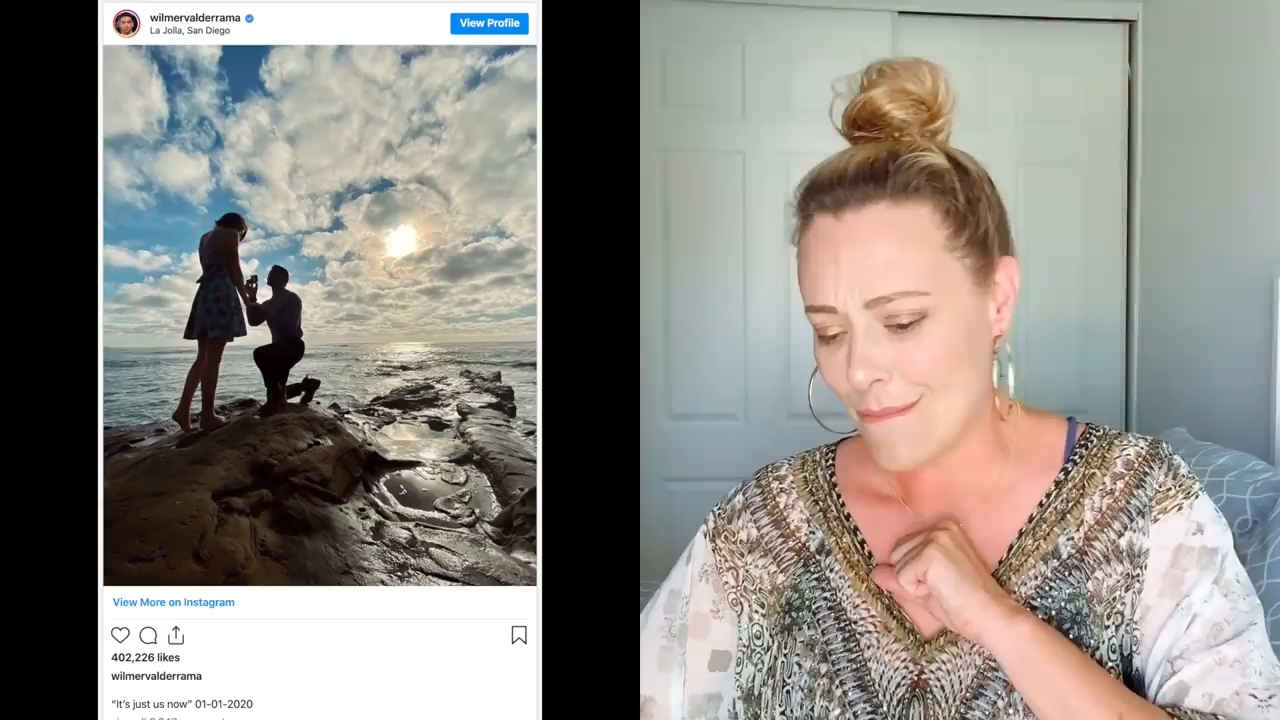 wilmervalderrama
La Jolla, San Diego
View Profile
View More on Instagram
402,226 likes
wilmervalderrama
“It’s just us now” 01-01-2020